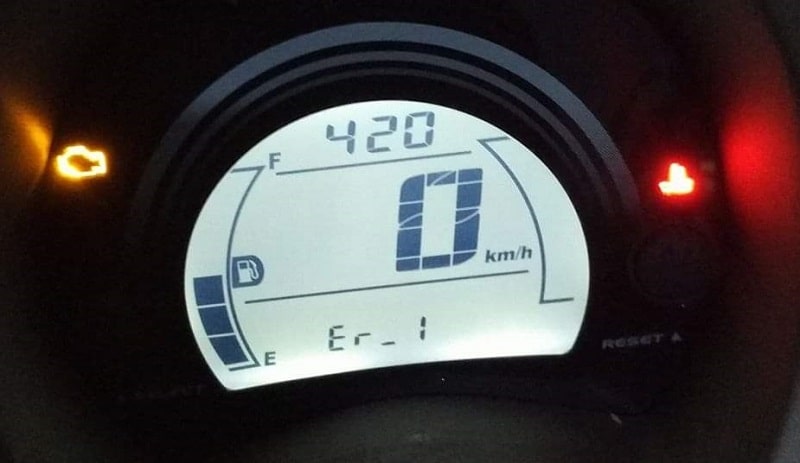 420
F
0
km/h
Er_1
E
RESET ▲